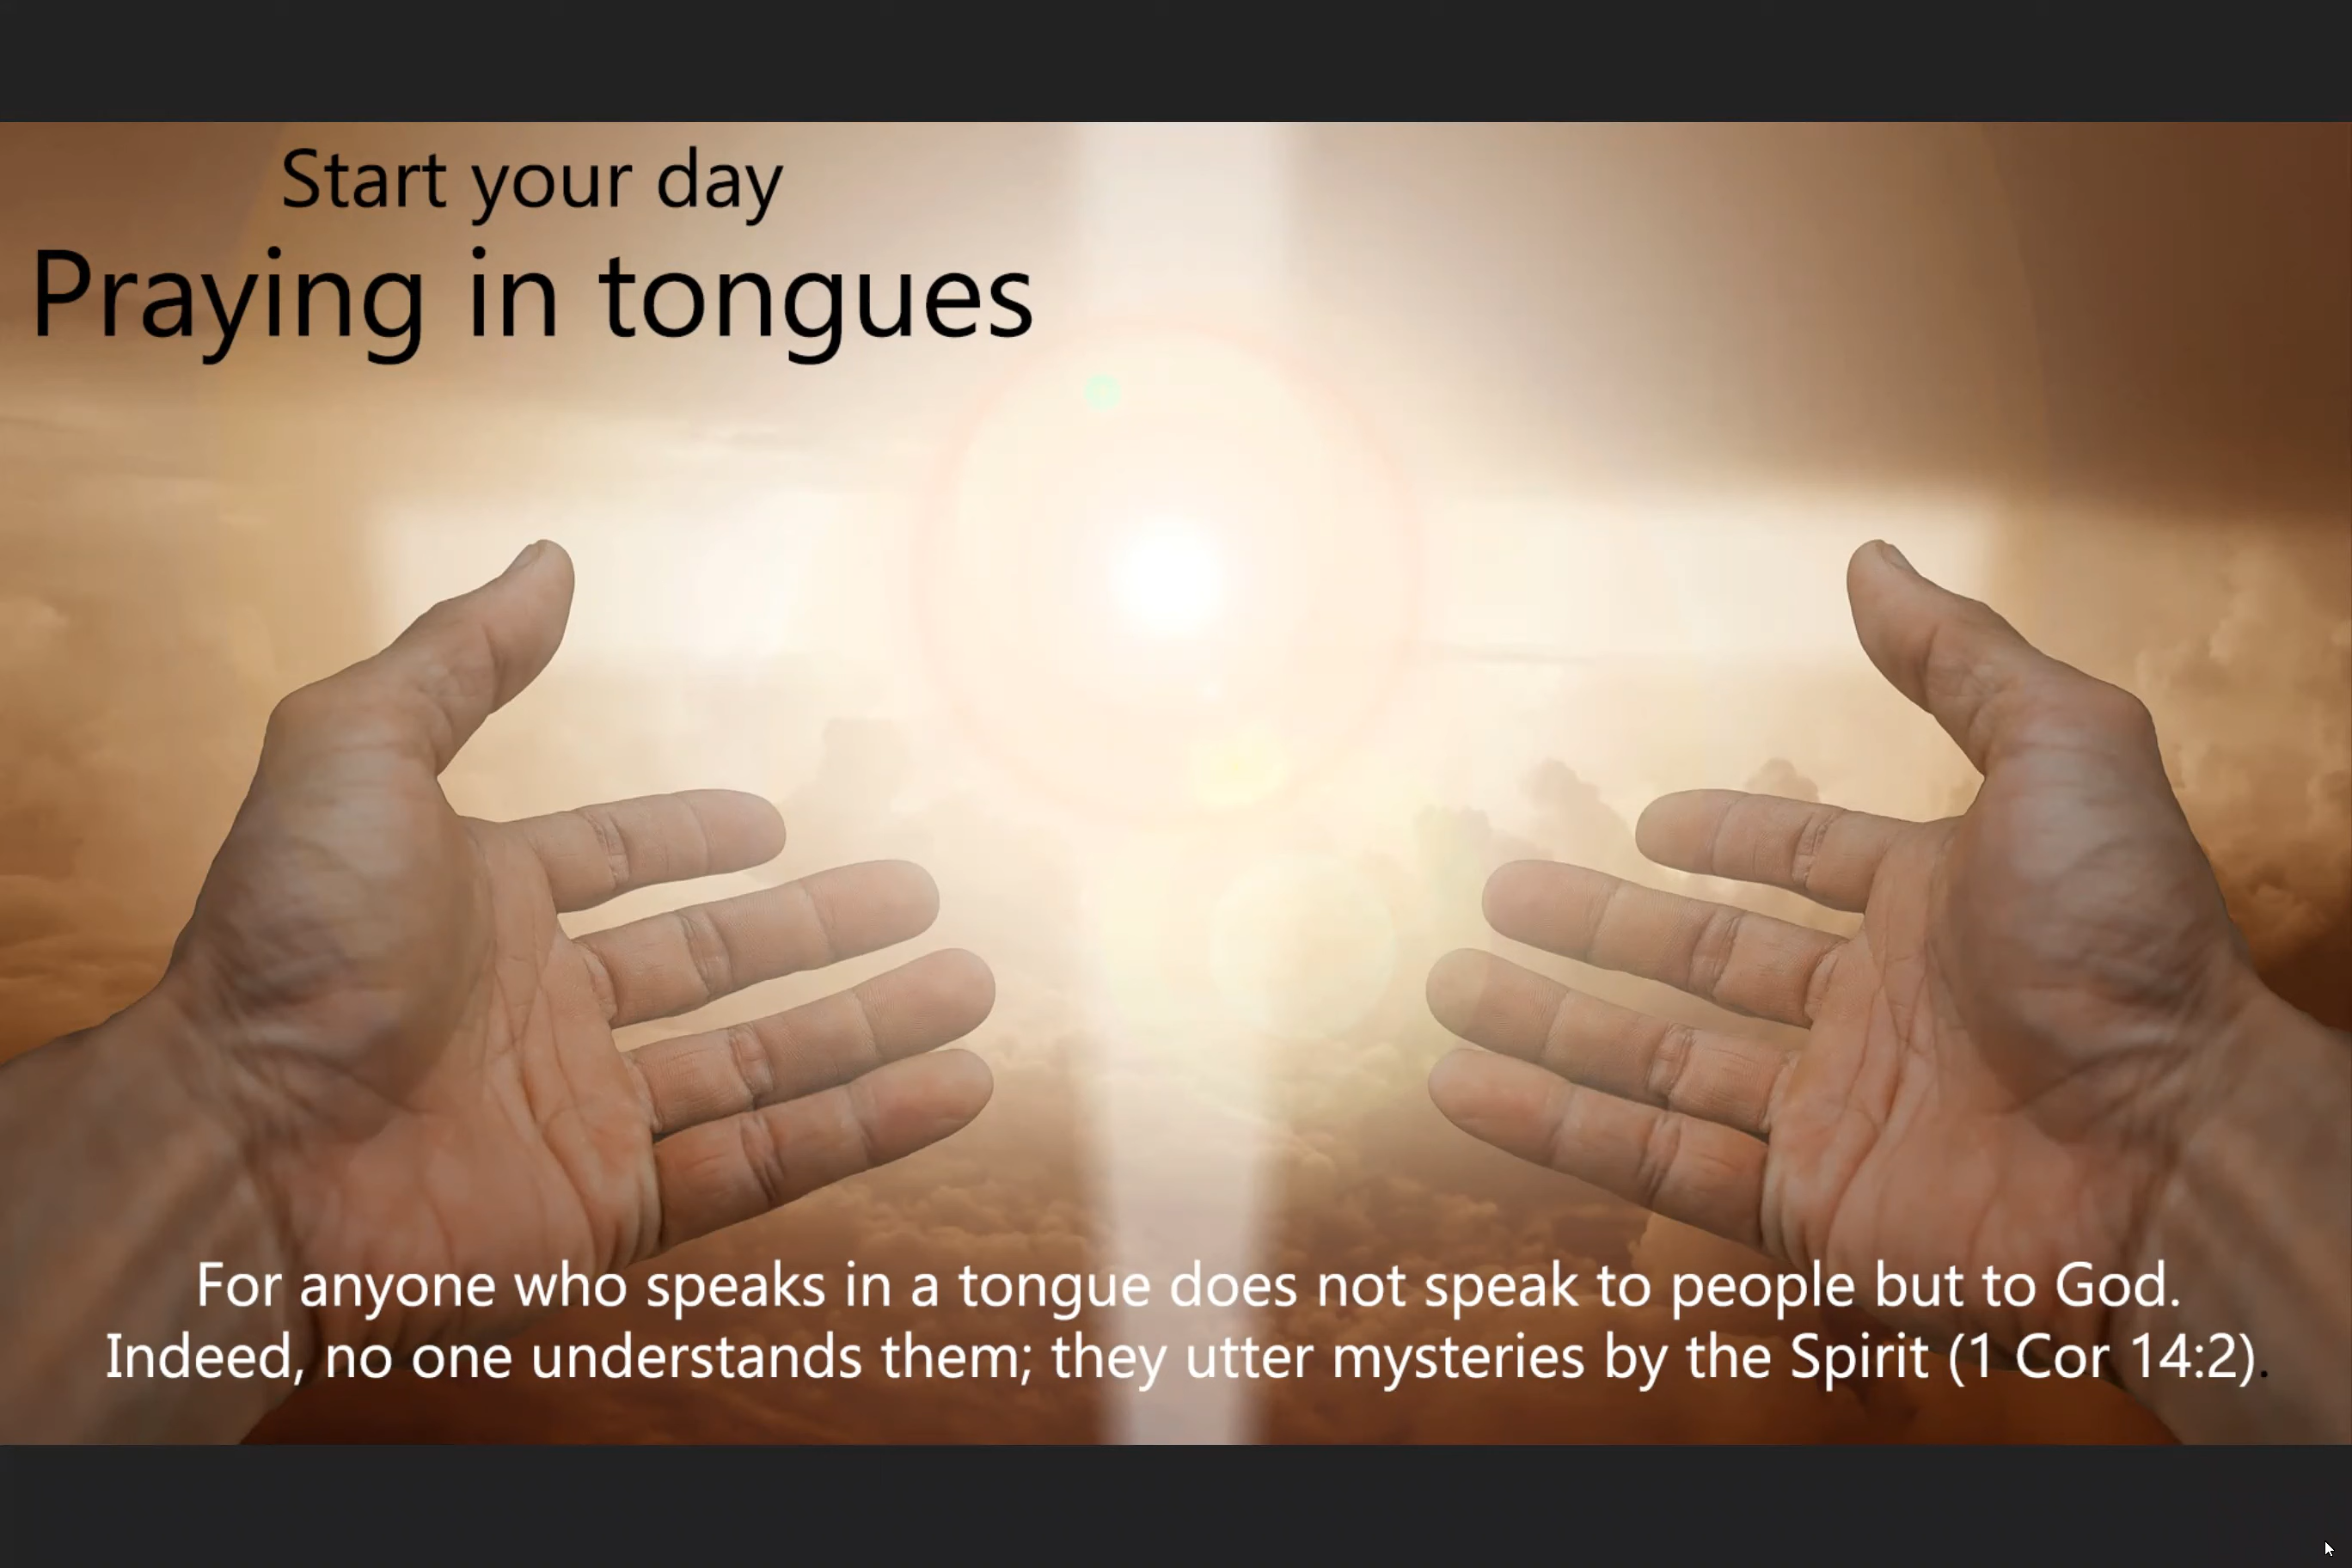 Start your day
Praying in tongues
For anyone who speaks in a tongue does not speak to people but to God.
Indeed, no one understands them; they utter mysteries by the Spirit (1 Cor 14:2).